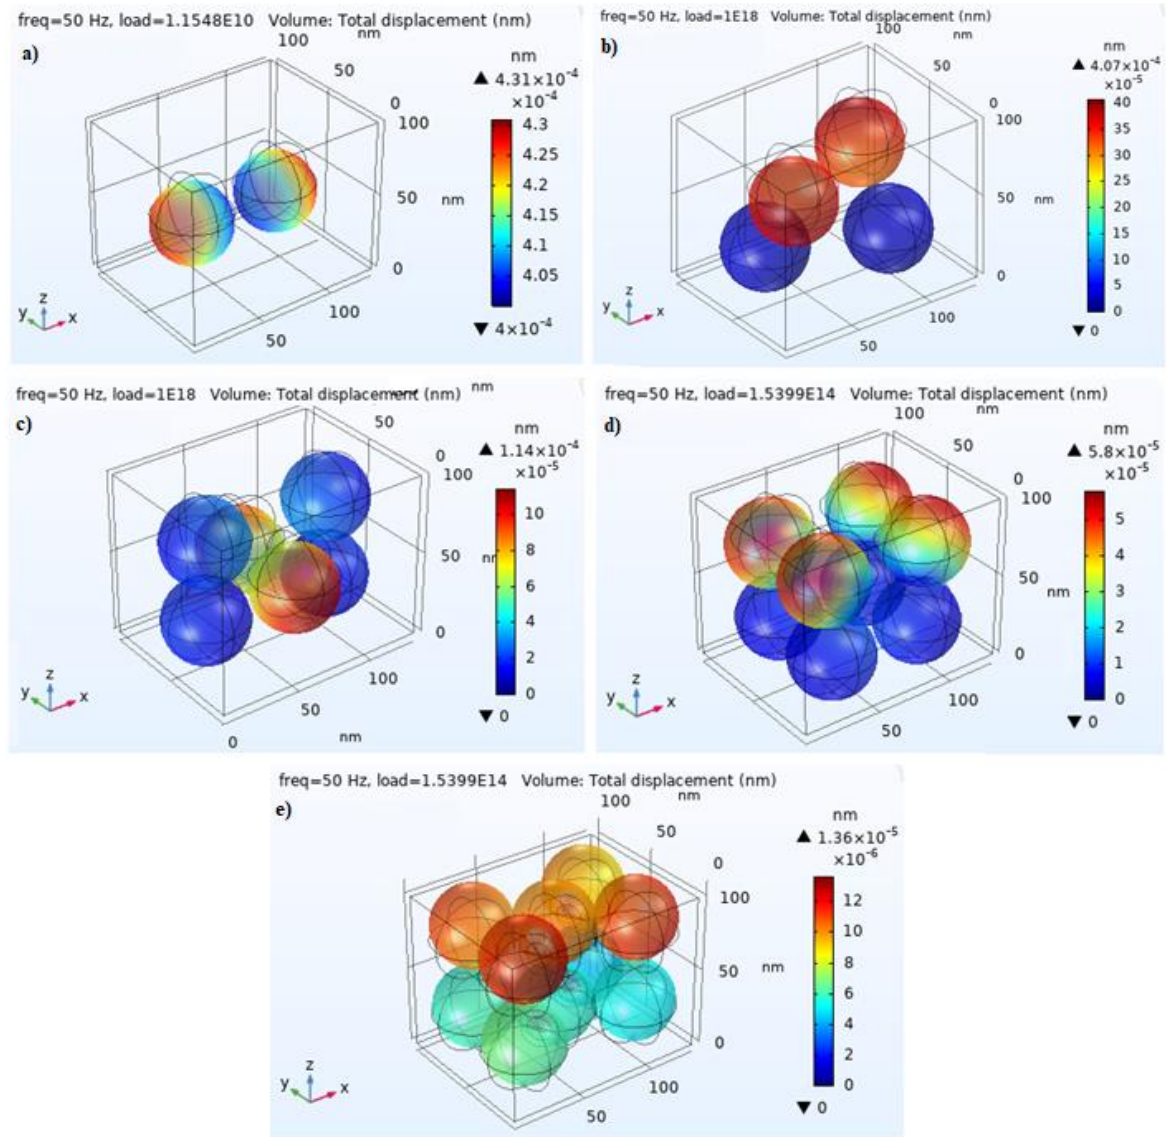 freq=50 Hz, load=1.1548E10 Volume: Total displacement (nm)
a)
100
nm
50
0
100
50
nm
0
100
50
y
z
x
nm
▲ 4.31×10⁻⁴
×10⁻⁴
4.3
4.25
4.2
4.15
4.1
4.05
▼ 4×10⁻⁴
freq=50 Hz, load=1E18 Volume: Total displacement (nm)
b)
100
nm
50
0
100
50
nm
0
100
50
y
z
x
nm
▲ 4.07×10⁻⁴
×10⁻⁵
40
35
30
25
20
15
10
5
0
▼ 0
freq=50 Hz, load=1E18 Volume: Total displacement (nm)
nm
c)
50
0
100
50
0
100
50
0
nm
y
z
x
nm
▲ 1.14×10⁻⁴
×10⁻⁵
10
8
6
4
2
0
▼ 0
freq=50 Hz, load=1.5399E14 Volume: Total displacement (nm)
d)
100
nm
50
0
100
50
nm
0
100
50
y
z
x
nm
▲ 5.8×10⁻⁵
×10⁻⁵
5
4
3
2
1
0
▼ 0
freq=50 Hz, load=1.5399E14 Volume: Total displacement (nm)
e)
100
nm
50
0
100
50
nm
0
100
50
y
z
x
nm
▲ 1.36×10⁻⁵
×10⁻⁶
12
10
8
6
4
2
0
▼ 0